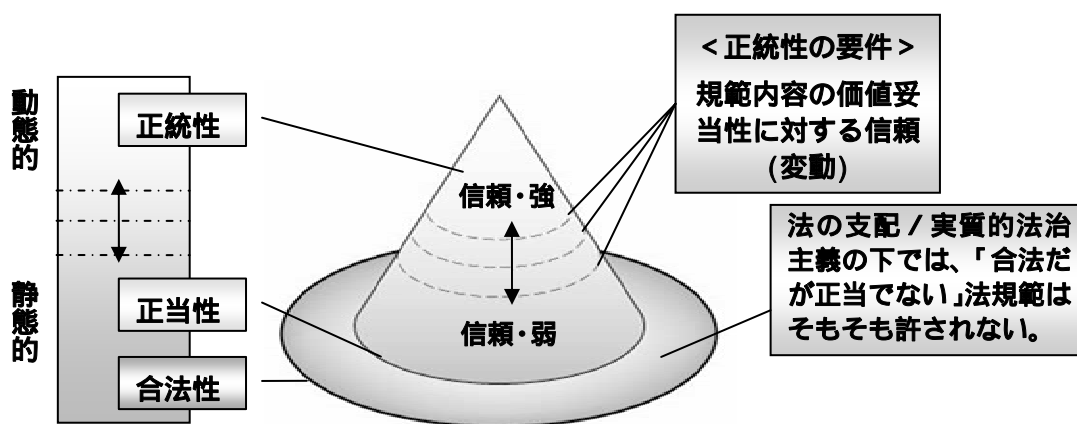 動態的
静態的
正統性
正当性
合法性
信頼・強
信頼・弱
＜正統性の要件＞
規範内容の価値妥
当性に対する信頼
(変動)
法の支配／実質的法治
主義の下では、「合法だ
が正当でない」法規範は
そもそも許されない。